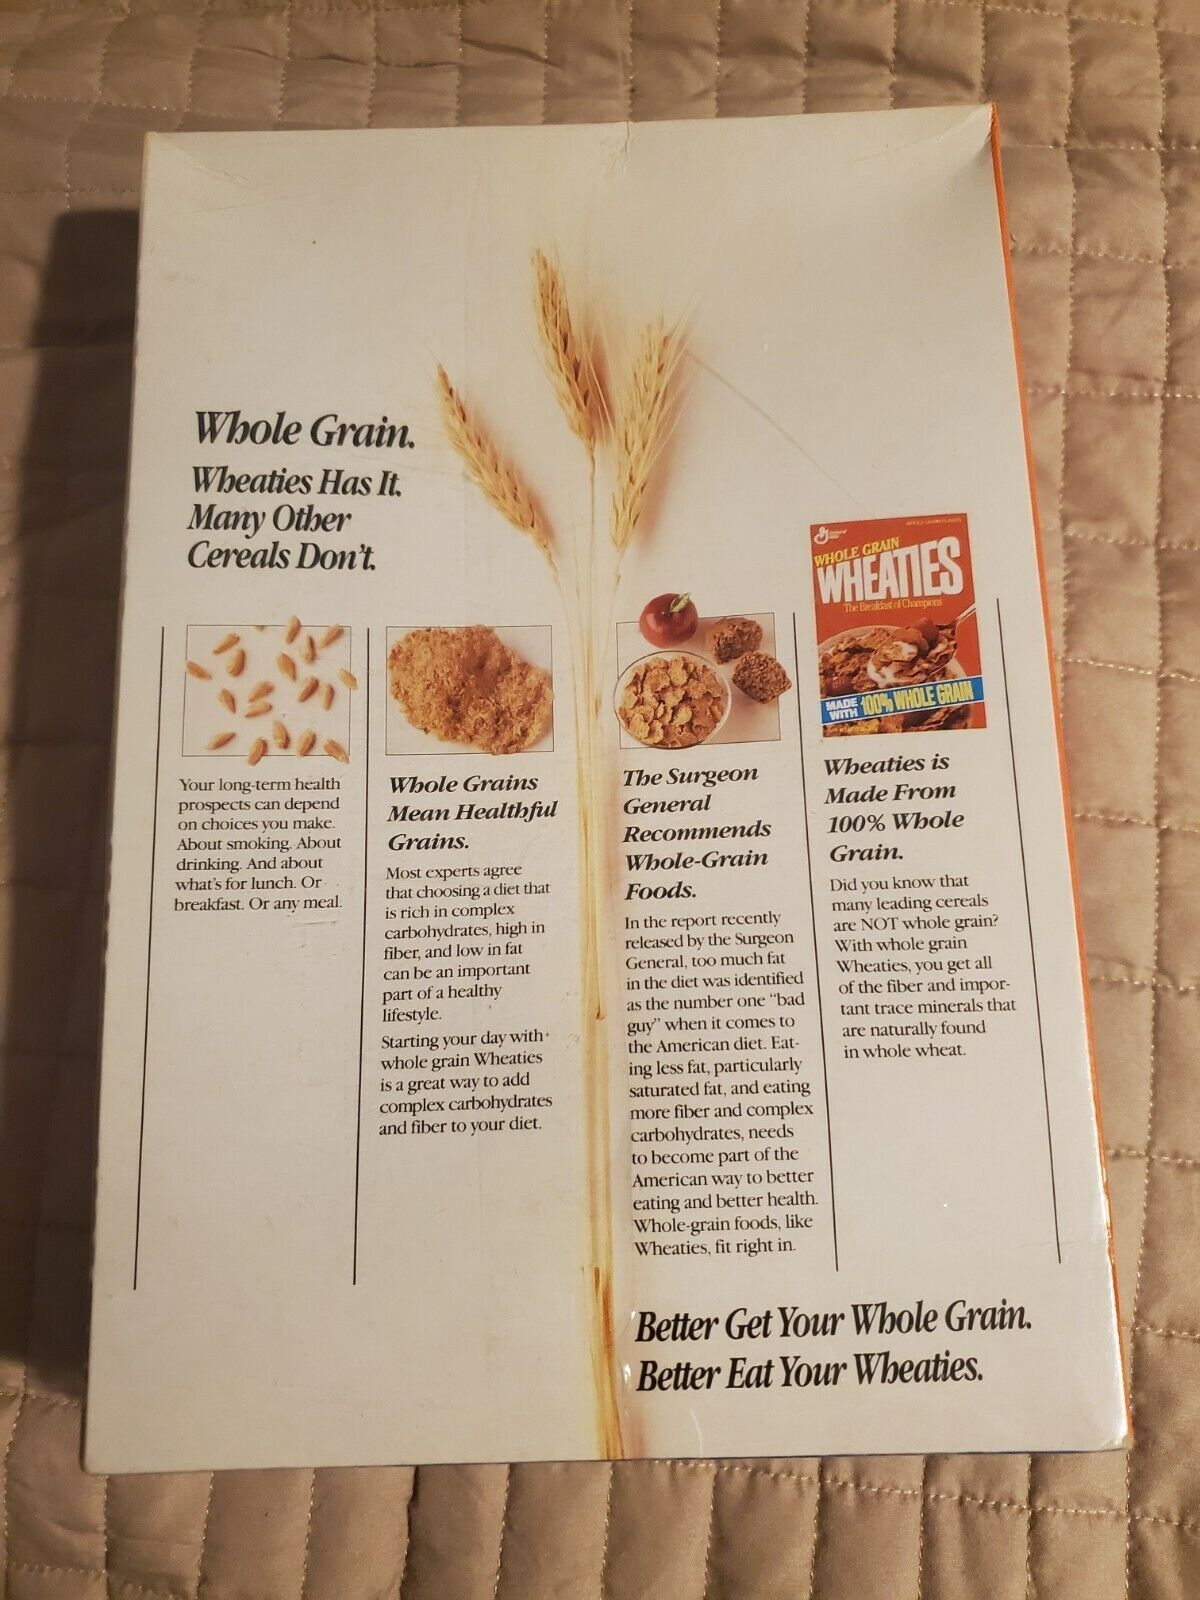 Whole Grain.
Wheaties Has It.
Many Other
Cereals Don't.
Your long-term health
prospects can depend
on choices you make.
About smoking. About
drinking. And about
what's for lunch. Or
breakfast. Or any meal.
Whole Grains
Mean Healthful
Grains.
Most experts agree
that choosing a diet that
is rich in complex
carbohydrates, high in
fiber, and low in fat
can be an important
part of a healthy
lifestyle.
Starting your day with
whole grain Wheaties
is a great way to add
complex carbohydrates
and fiber to your diet.
The Surgeon
General
Recommends
Whole-Grain
Foods.
In the report recently
released by the Surgeon
General, too much fat
in the diet was identified
as the number one "bad
guy" when it comes to
the American diet. Eat-
ing less fat, particularly
saturated fat, and eating
more fiber and complex
carbohydrates, needs
to become part of the
American way to better
eating and better health.
Whole-grain foods, like
Wheaties, fit right in.
General
Mills
WHOLE GRAIN FLAKES
WHOLE GRAIN
WHEATIES
The Breakfast of Champions
MADE
WITH 100% WHOLE GRAIN
Wheaties is
Made From
100% Whole
Grain.
Did you know that
many leading cereals
are NOT whole grain?
With whole grain
Wheaties, you get all
of the fiber and impor-
tant trace minerals that
are naturally found
in whole wheat.
Better Get Your Whole Grain.
Better Eat Your Wheaties.